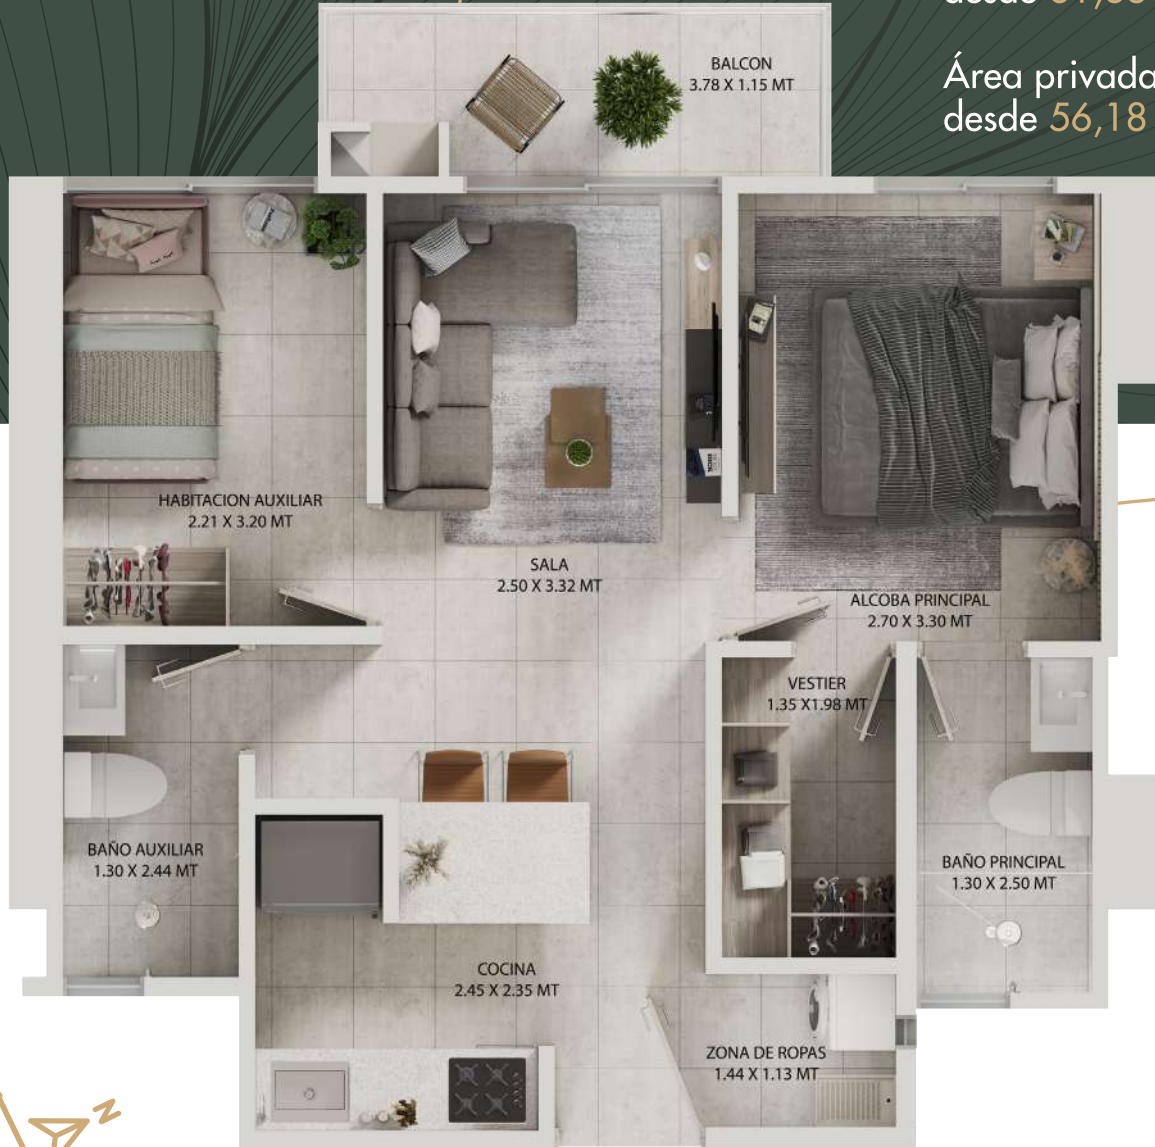 Área privada
desde 56,18
BALCON
3.78 X 1.15 MT
HABITACION AUXILIAR
2.21 X 3.20 MT
SALA
2.50 X 3.32 MT
ALCOBA PRINCIPAL
2.70 X 3.30 MT
VESTIER
1.35 X1.98 MT
BAÑO AUXILIAR
1.30 X 2.44 MT
BAÑO PRINCIPAL
1.30 X 2.50 MT
COCINA
2.45 X 2.35 MT
ZONA DE ROPAS
1.44 X 1.13 MT
N